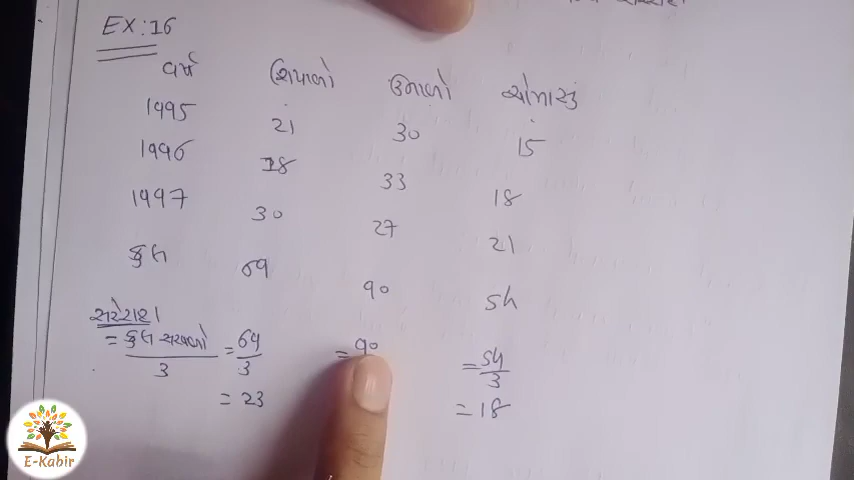 EX:16
વર્ષ શિયાળો ઉનાળો ચોમાસું
1995 21 30 15
1996 18 33 18
1997 30 27 21
કુલ 69 90 54
સરેરાશ
= કુલ સરવાળો / 3 = 69/3 = 90 = 54/3
= 23 = 18
E-Kabir